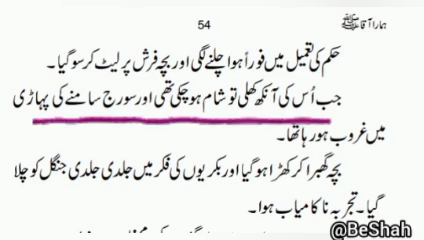 ہمارا آقا ﷺ
54
حکم کی تعمیل میں فوراً ہوا چلنے لگی اور بچہ فرش پر لیٹ کر سو گیا۔
جب اُس کی آنکھ کھلی تو شام ہو چکی تھی اور سورج سامنے کی پہاڑی
میں غروب ہو رہا تھا۔
بچہ گھبرا کر کھڑا ہو گیا اور بکریوں کی فکر میں جلدی جلدی جنگل کو چلا
گیا۔ تجربہ ناکامیاب ہوا۔
@BeShah